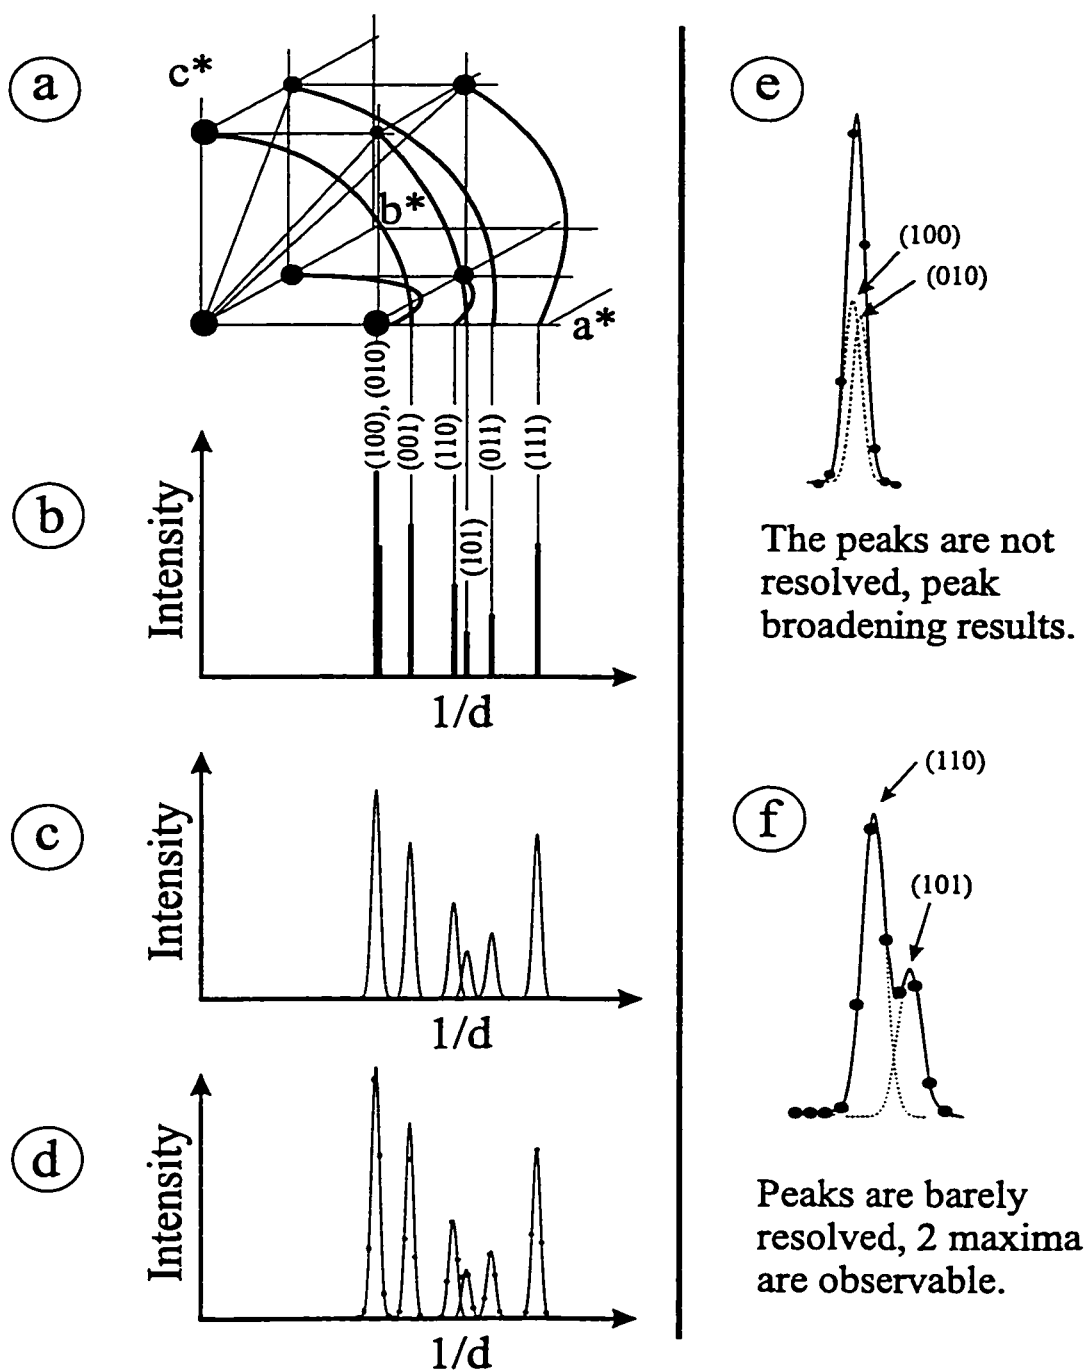 a
c*
b*
a*
(100), (010)
(001)
(110)
(101)
(011)
(111)
b
Intensity
1/d
c
Intensity
1/d
d
Intensity
1/d
e
(100)
(010)
The peaks are not
resolved, peak
broadening results.
f
(110)
(101)
Peaks are barely
resolved, 2 maxima
are observable.